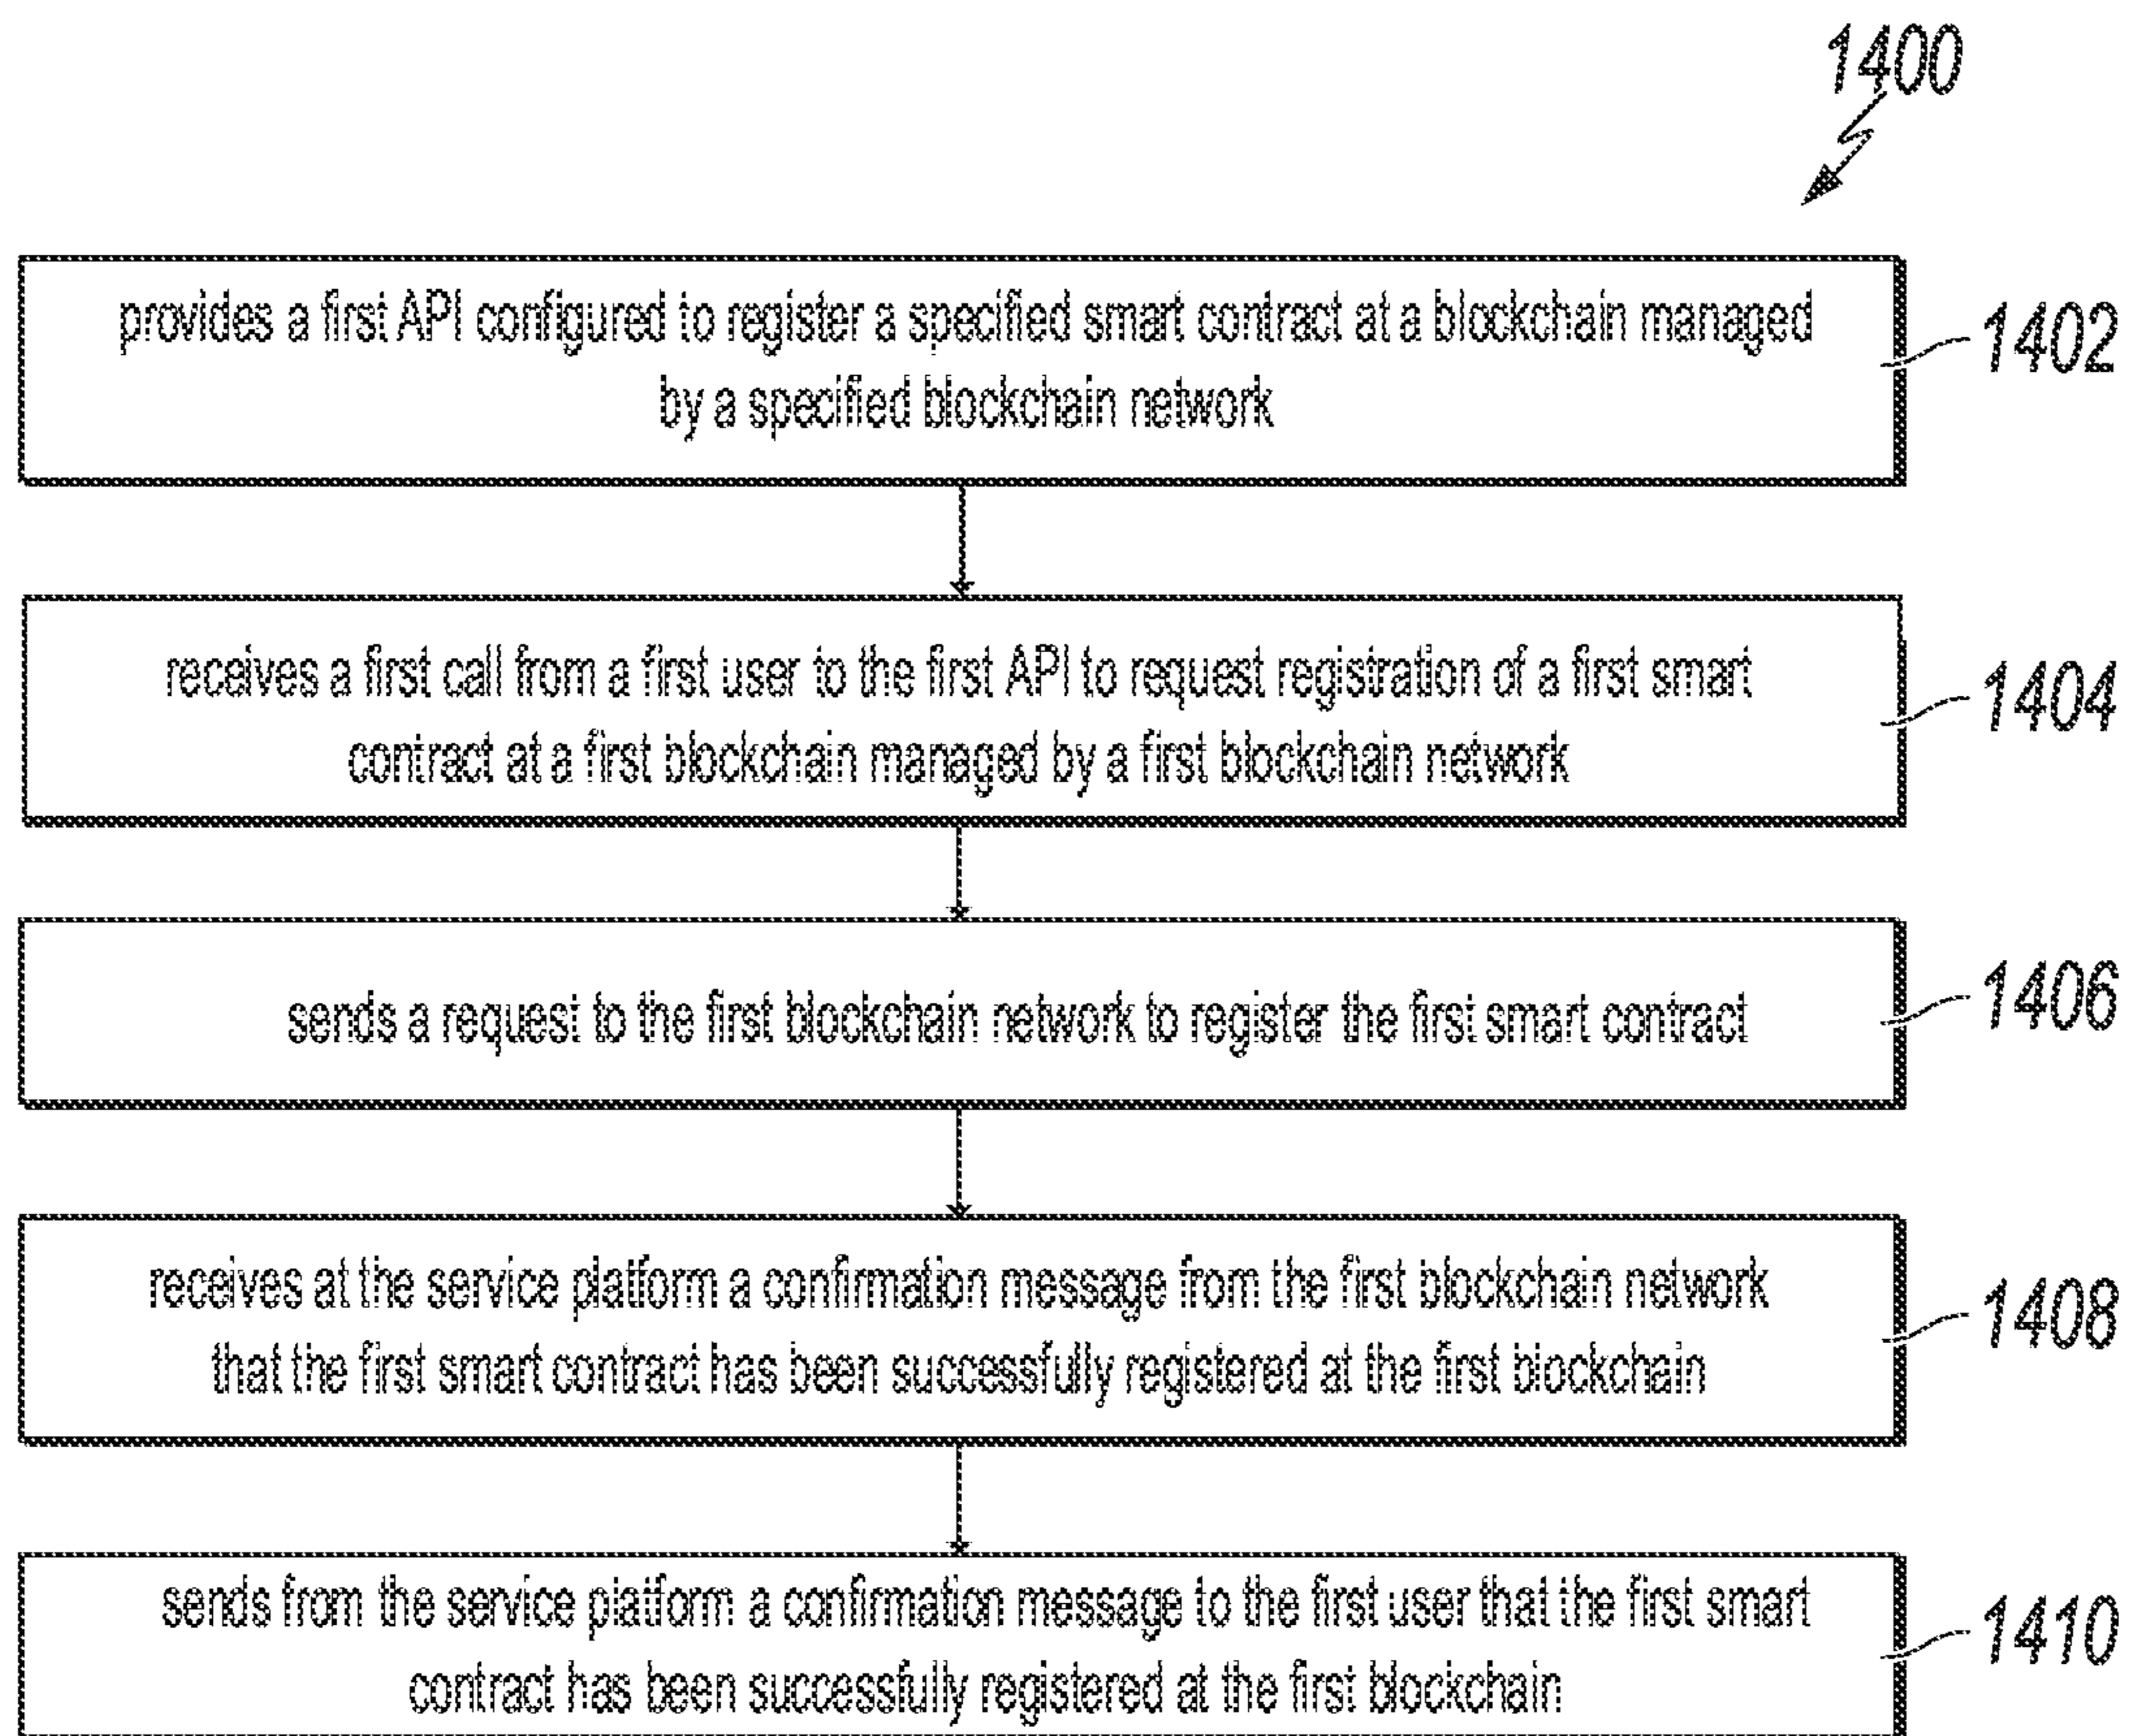 1400
provides a first API configured to register a specified smart contract at a blockchain managed
by a specified blockchain network
1402
receives a first call from a first user to the first API to request registration of a first smart
contract at a first blockchain managed by a first blockchain network
1404
sends a request to the first blockchain network to register the first smart contract
1406
receives at the service platform a confirmation message from the first blockchain network
that the first smart contract has been successfully registered at the first blockchain
1408
sends from the service platform a confirmation message to the first user that the first smart
contract has been successfully registered at the first blockchain
1410